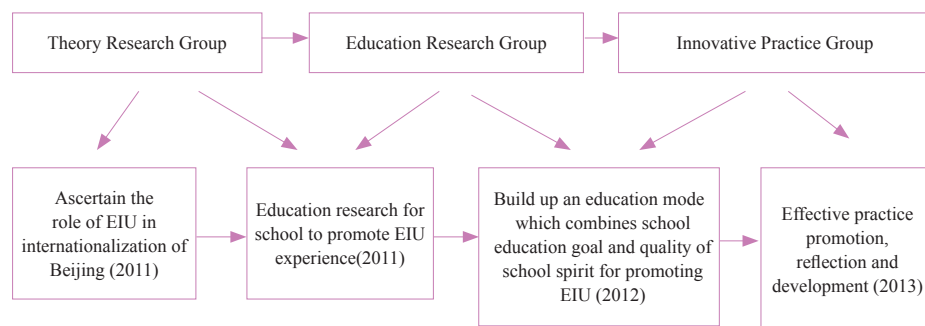 Theory Research Group
Education Research Group
Innovative Practice Group
Ascertain the
role of EIU in
internationalization of
Beijing (2011)
Education research for
school to promote EIU
experience(2011)
Build up an education mode
which combines school
education goal and quality of
school spirit for promoting
EIU (2012)
Effective practice
promotion,
reflection and
development (2013)